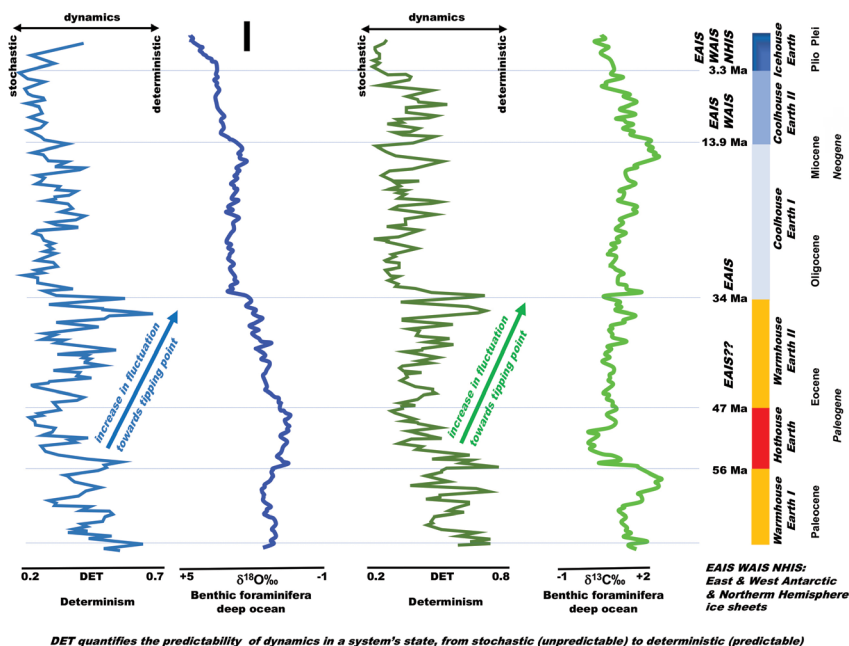 dynamics
dynamics
stochastic
deterministic
stochastic
deterministic
EAIS
WAIS
NHIS
3.3 Ma
Icehouse
Earth
Plio Plei
EAIS
WAIS
13.9 Ma
Coolhouse
Earth II
Miocene
Neogene
Coolhouse
Earth I
Oligocene
EAIS
34 Ma
increase in fluctuation
towards tipping point
increase in fluctuation
towards tipping point
EAIS??
Warmhouse
Earth II
Eocene
Paleogene
47 Ma
Hothouse
Earth
56 Ma
Warmhouse
Earth I
Paleocene
0.2 DET 0.7
Determinism
+5 δ18O‰ -1
Benthic foraminifera
deep ocean
0.2 DET 0.8
Determinism
-1 δ13C‰ +2
Benthic foraminifera
deep ocean
EAIS WAIS NHIS:
East & West Antarctic
& Northerm Hemisphere
ice sheets
DET quantifies the predictability of dynamics in a system's state, from stochastic (unpredictable) to deterministic (predictable)